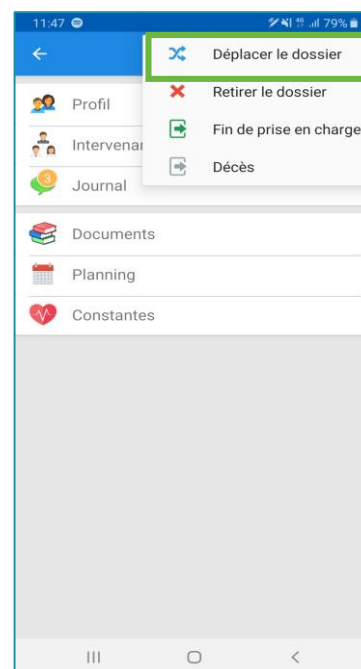 11:47 79%
Déplacer le dossier
Retirer le dossier
Fin de prise en charge
Décès
Profil
Journal
3
Documents
Planning
Constantes